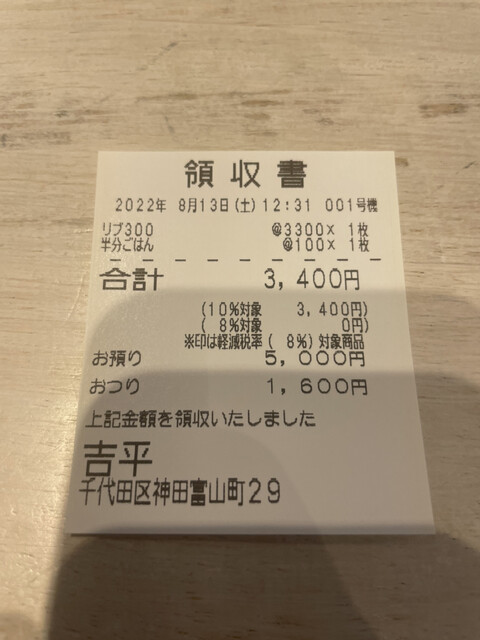 領収書
2022年 8月13日(土)12:31 001号機
リブ300 @3300× 1枚
半分ごはん @100× 1枚
合計 3,400円
(10%対象 3,400円)
( 8%対象 0円)
※印は軽減税率( 8%)対象商品
お預り 5,000円
おつり 1,600円
上記金額を領収いたしました
吉平
千代田区神田富山町29